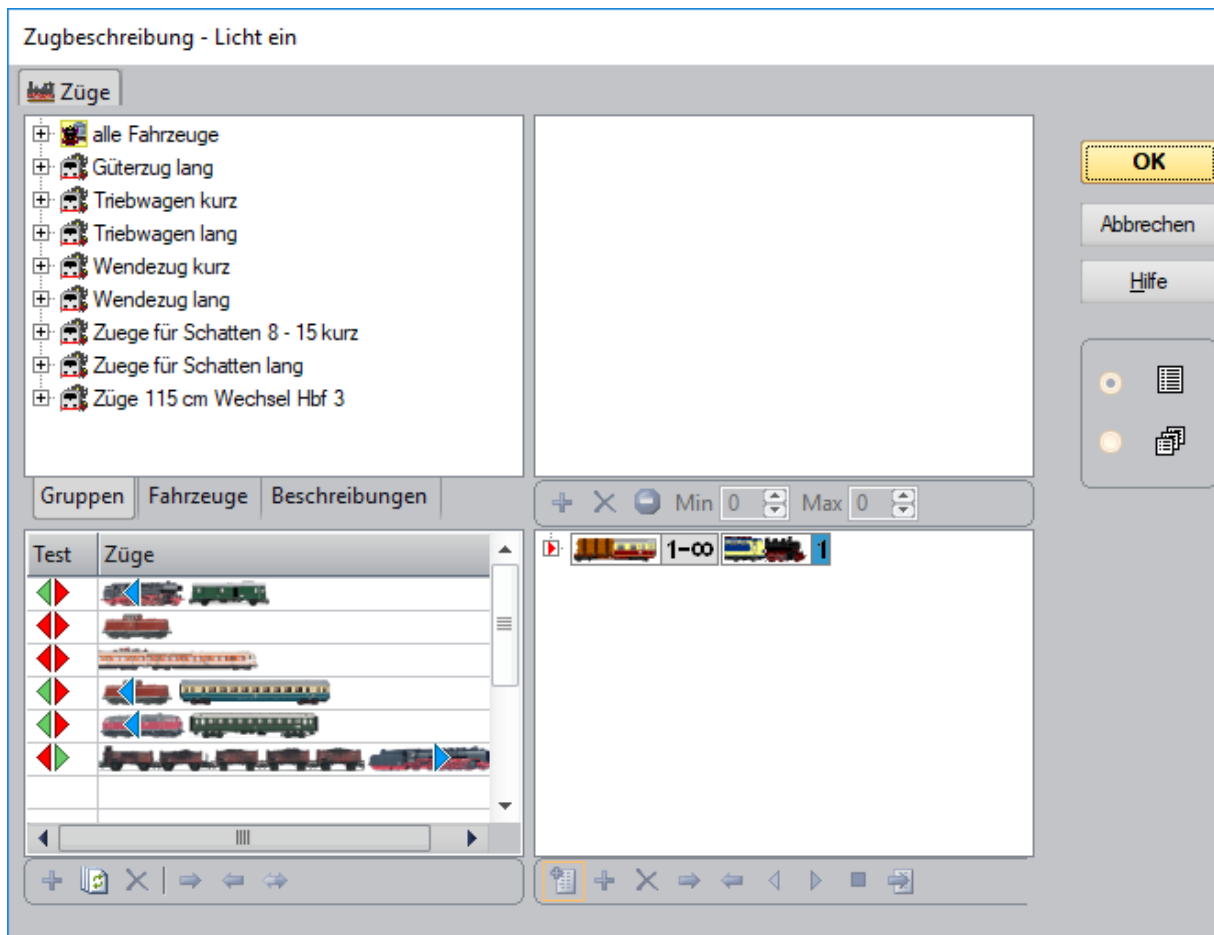 Zugbeschreibung - Licht ein
Züge
alle Fahrzeuge
Güterzug lang
Triebwagen kurz
Triebwagen lang
Wendezug kurz
Wendezug lang
Zuege für Schatten 8 - 15 kurz
Zuege für Schatten lang
Züge 115 cm Wechsel Hbf 3
OK
Abbrechen
Hilfe
Gruppen Fahrzeuge Beschreibungen
Min 0 Max 0
Test Züge
1-∞ 1